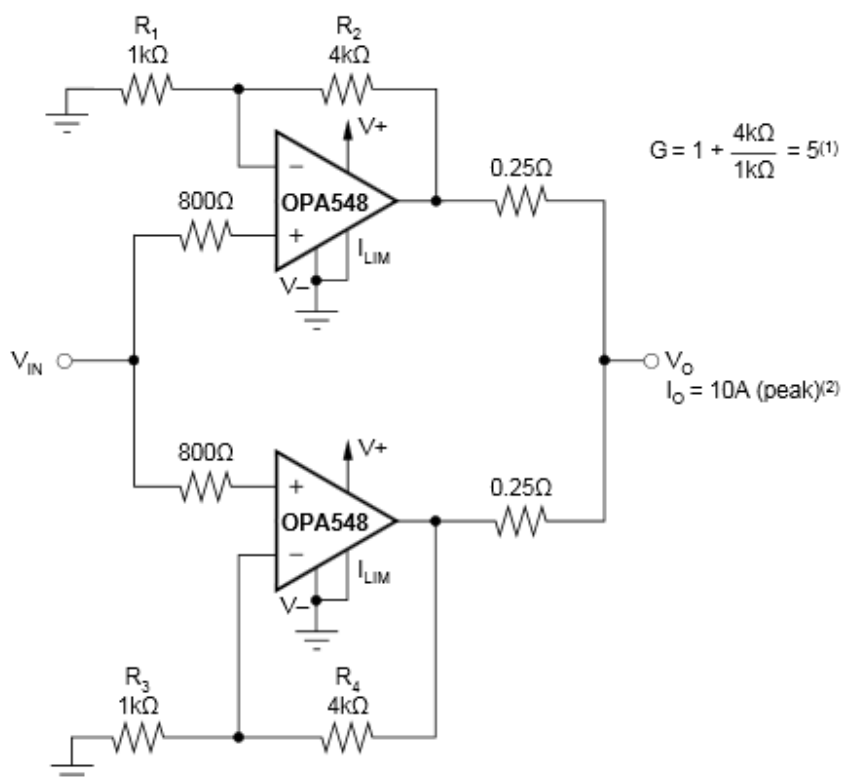 R1
1kΩ
R2
4kΩ
V+
G = 1 + 4kΩ/1kΩ = 5(1)
0.25Ω
800Ω
−
OPA548
+
ILIM
V−
VIN
VO
IO = 10A (peak)(2)
800Ω
V+
0.25Ω
+
OPA548
−
ILIM
V−
R3
1kΩ
R4
4kΩ